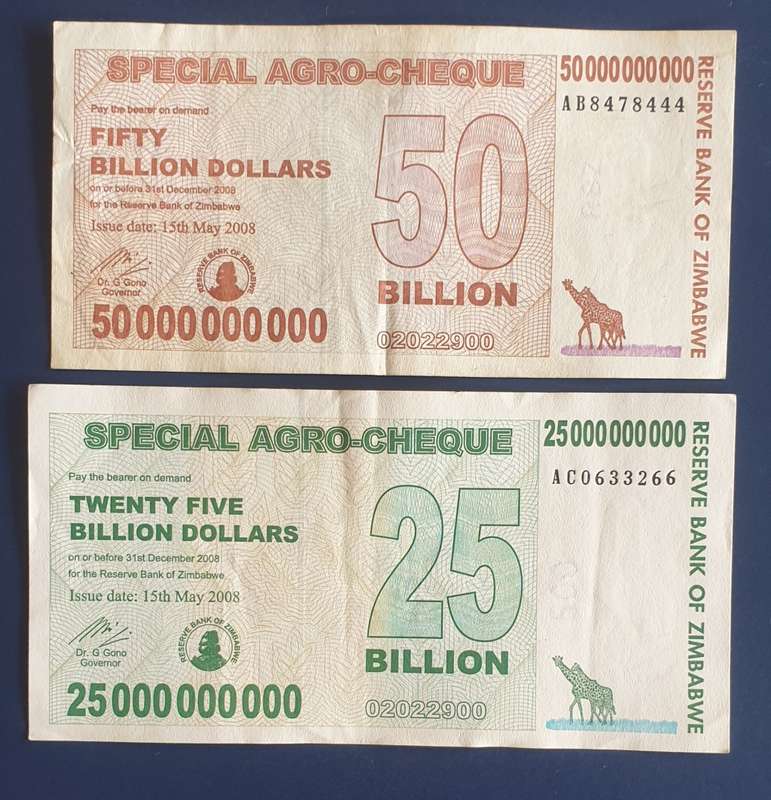 SPECIAL AGRO-CHEQUE
50000000000
AB8478444
Pay the bearer on demand
FIFTY
BILLION DOLLARS
on or before 31st December 2008
for the Reserve Bank of Zimbabwe
Issue date: 15th May 2008
Dr. G Gono
Governor
RESERVE BANK OF ZIMBABWE
50000000000
50
BILLION
02022900
RESERVE BANK OF ZIMBABWE
SPECIAL AGRO-CHEQUE
25000000000
AC0633266
Pay the bearer on demand
TWENTY FIVE
BILLION DOLLARS
on or before 31st December 2008
for the Reserve Bank of Zimbabwe
Issue date: 15th May 2008
Dr. G Gono
Governor
RESERVE BANK OF ZIMBABWE
25000000000
25
BILLION
02022900
RESERVE BANK OF ZIMBABWE